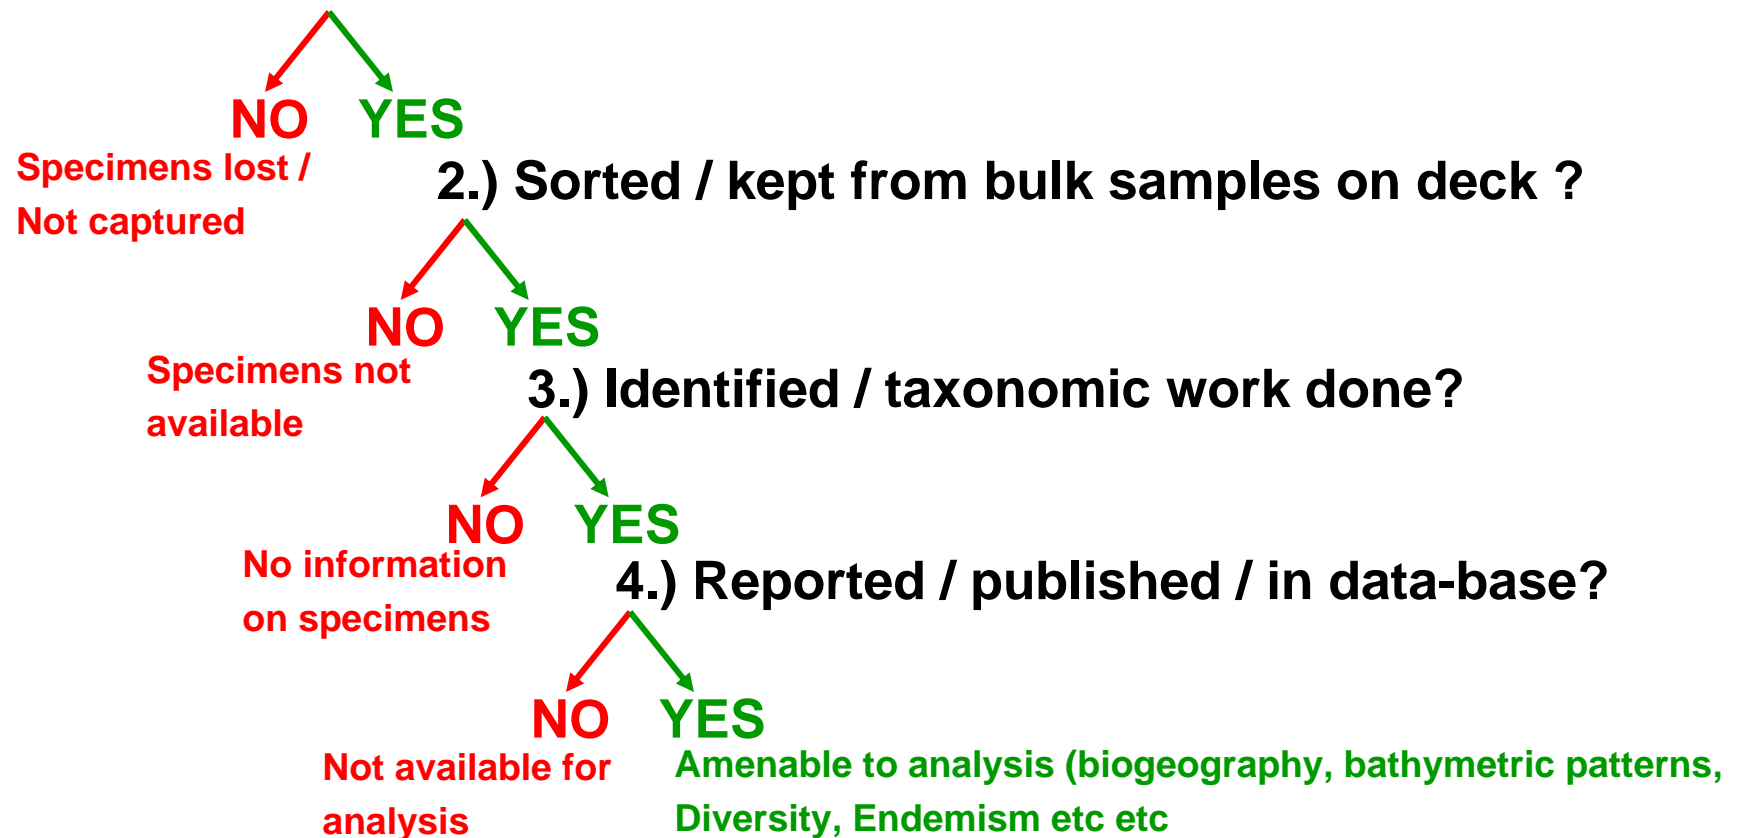 NO YES
Specimens lost /
Not captured
2.) Sorted / kept from bulk samples on deck ?
NO YES
Specimens not
available
3.) Identified / taxonomic work done?
NO YES
No information
on specimens
4.) Reported / published / in data-base?
NO YES
Not available for
analysis
Amenable to analysis (biogeography, bathymetric patterns,
Diversity, Endemism etc etc